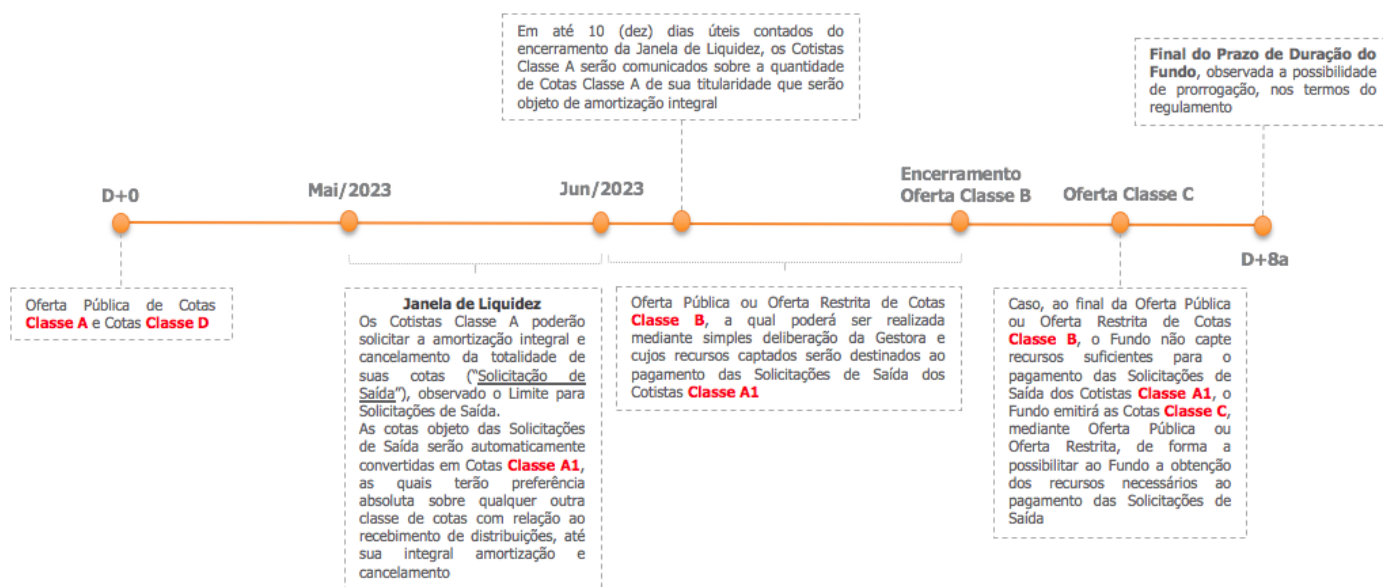 Em até 10 (dez) dias úteis contados do
encerramento da Janela de Liquidez, os Cotistas
Classe A serão comunicados sobre a quantidade
de Cotas Classe A de sua titularidade que serão
objeto de amortização integral
Final do Prazo de Duração do
Fundo, observada a possibilidade
de prorrogação, nos termos do
regulamento
D+0
Mai/2023
Jun/2023
Encerramento
Oferta Classe B
Oferta Classe C
D+8a
Oferta Pública de Cotas
Classe A e Cotas Classe D
Janela de Liquidez
Os Cotistas Classe A poderão
solicitar a amortização integral e
cancelamento da totalidade de
suas cotas ("Solicitação de
Saída"), observado o Limite para
Solicitações de Saída.
As cotas objeto das Solicitações
de Saída serão automaticamente
convertidas em Cotas Classe A1,
as quais terão preferência
absoluta sobre qualquer outra
classe de cotas com relação ao
recebimento de distribuições, até
sua integral amortização e
cancelamento
Oferta Pública ou Oferta Restrita de Cotas
Classe B, a qual poderá ser realizada
mediante simples deliberação da Gestora e
cujos recursos captados serão destinados ao
pagamento das Solicitações de Saída dos
Cotistas Classe A1
Caso, ao final da Oferta Pública
ou Oferta Restrita de Cotas
Classe B, o Fundo não capte
recursos suficientes para o
pagamento das Solicitações de
Saída dos Cotistas Classe A1, o
Fundo emitirá as Cotas Classe C,
mediante Oferta Pública ou
Oferta Restrita, de forma a
possibilitar ao Fundo a obtenção
dos recursos necessários ao
pagamento das Solicitações de
Saída